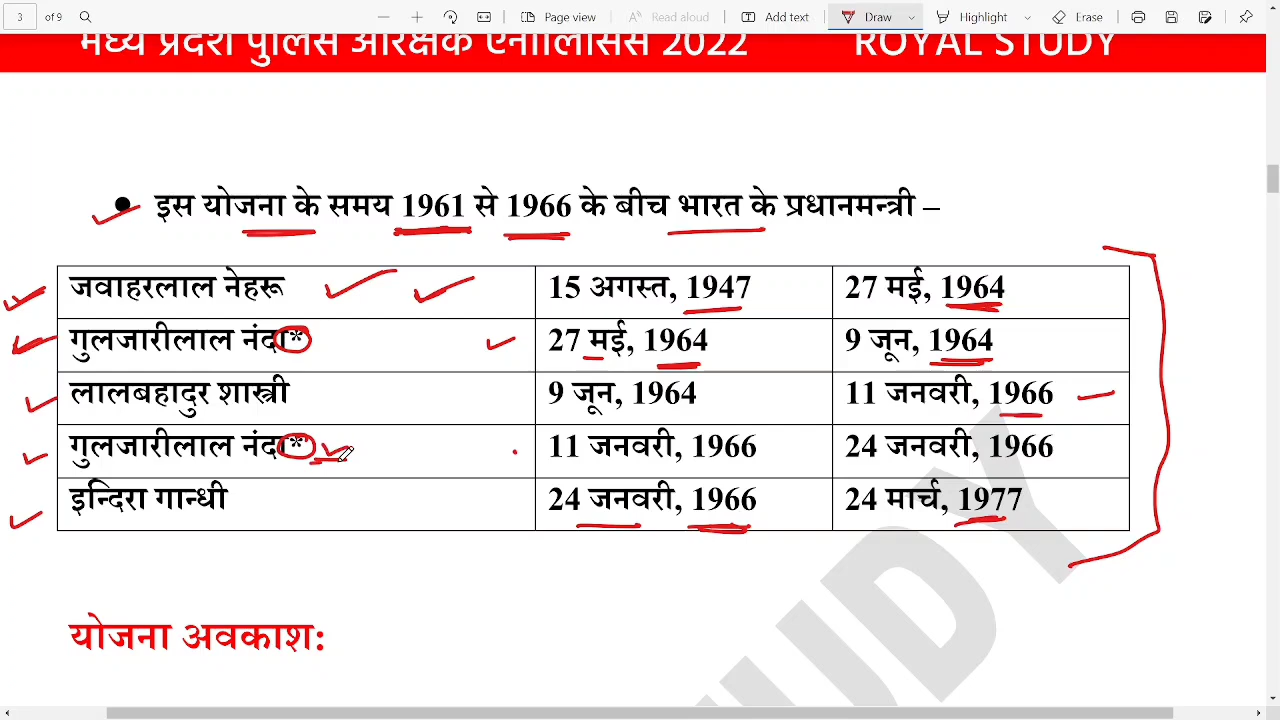 3 of 9 Page view Read aloud Add text Draw Highlight Erase
मध्य प्रदेश पुलिस आरक्षक एनालिसिस 2022 ROYAL STUDY
इस योजना के समय 1961 से 1966 के बीच भारत के प्रधानमन्त्री –
जवाहरलाल नेहरू 15 अगस्त, 1947 27 मई, 1964
गुलजारीलाल नंदा* 27 मई, 1964 9 जून, 1964
लालबहादुर शास्त्री 9 जून, 1964 11 जनवरी, 1966
गुलजारीलाल नंदा* 11 जनवरी, 1966 24 जनवरी, 1966
इन्दिरा गान्धी 24 जनवरी, 1966 24 मार्च, 1977
योजना अवकाश:
STUDY